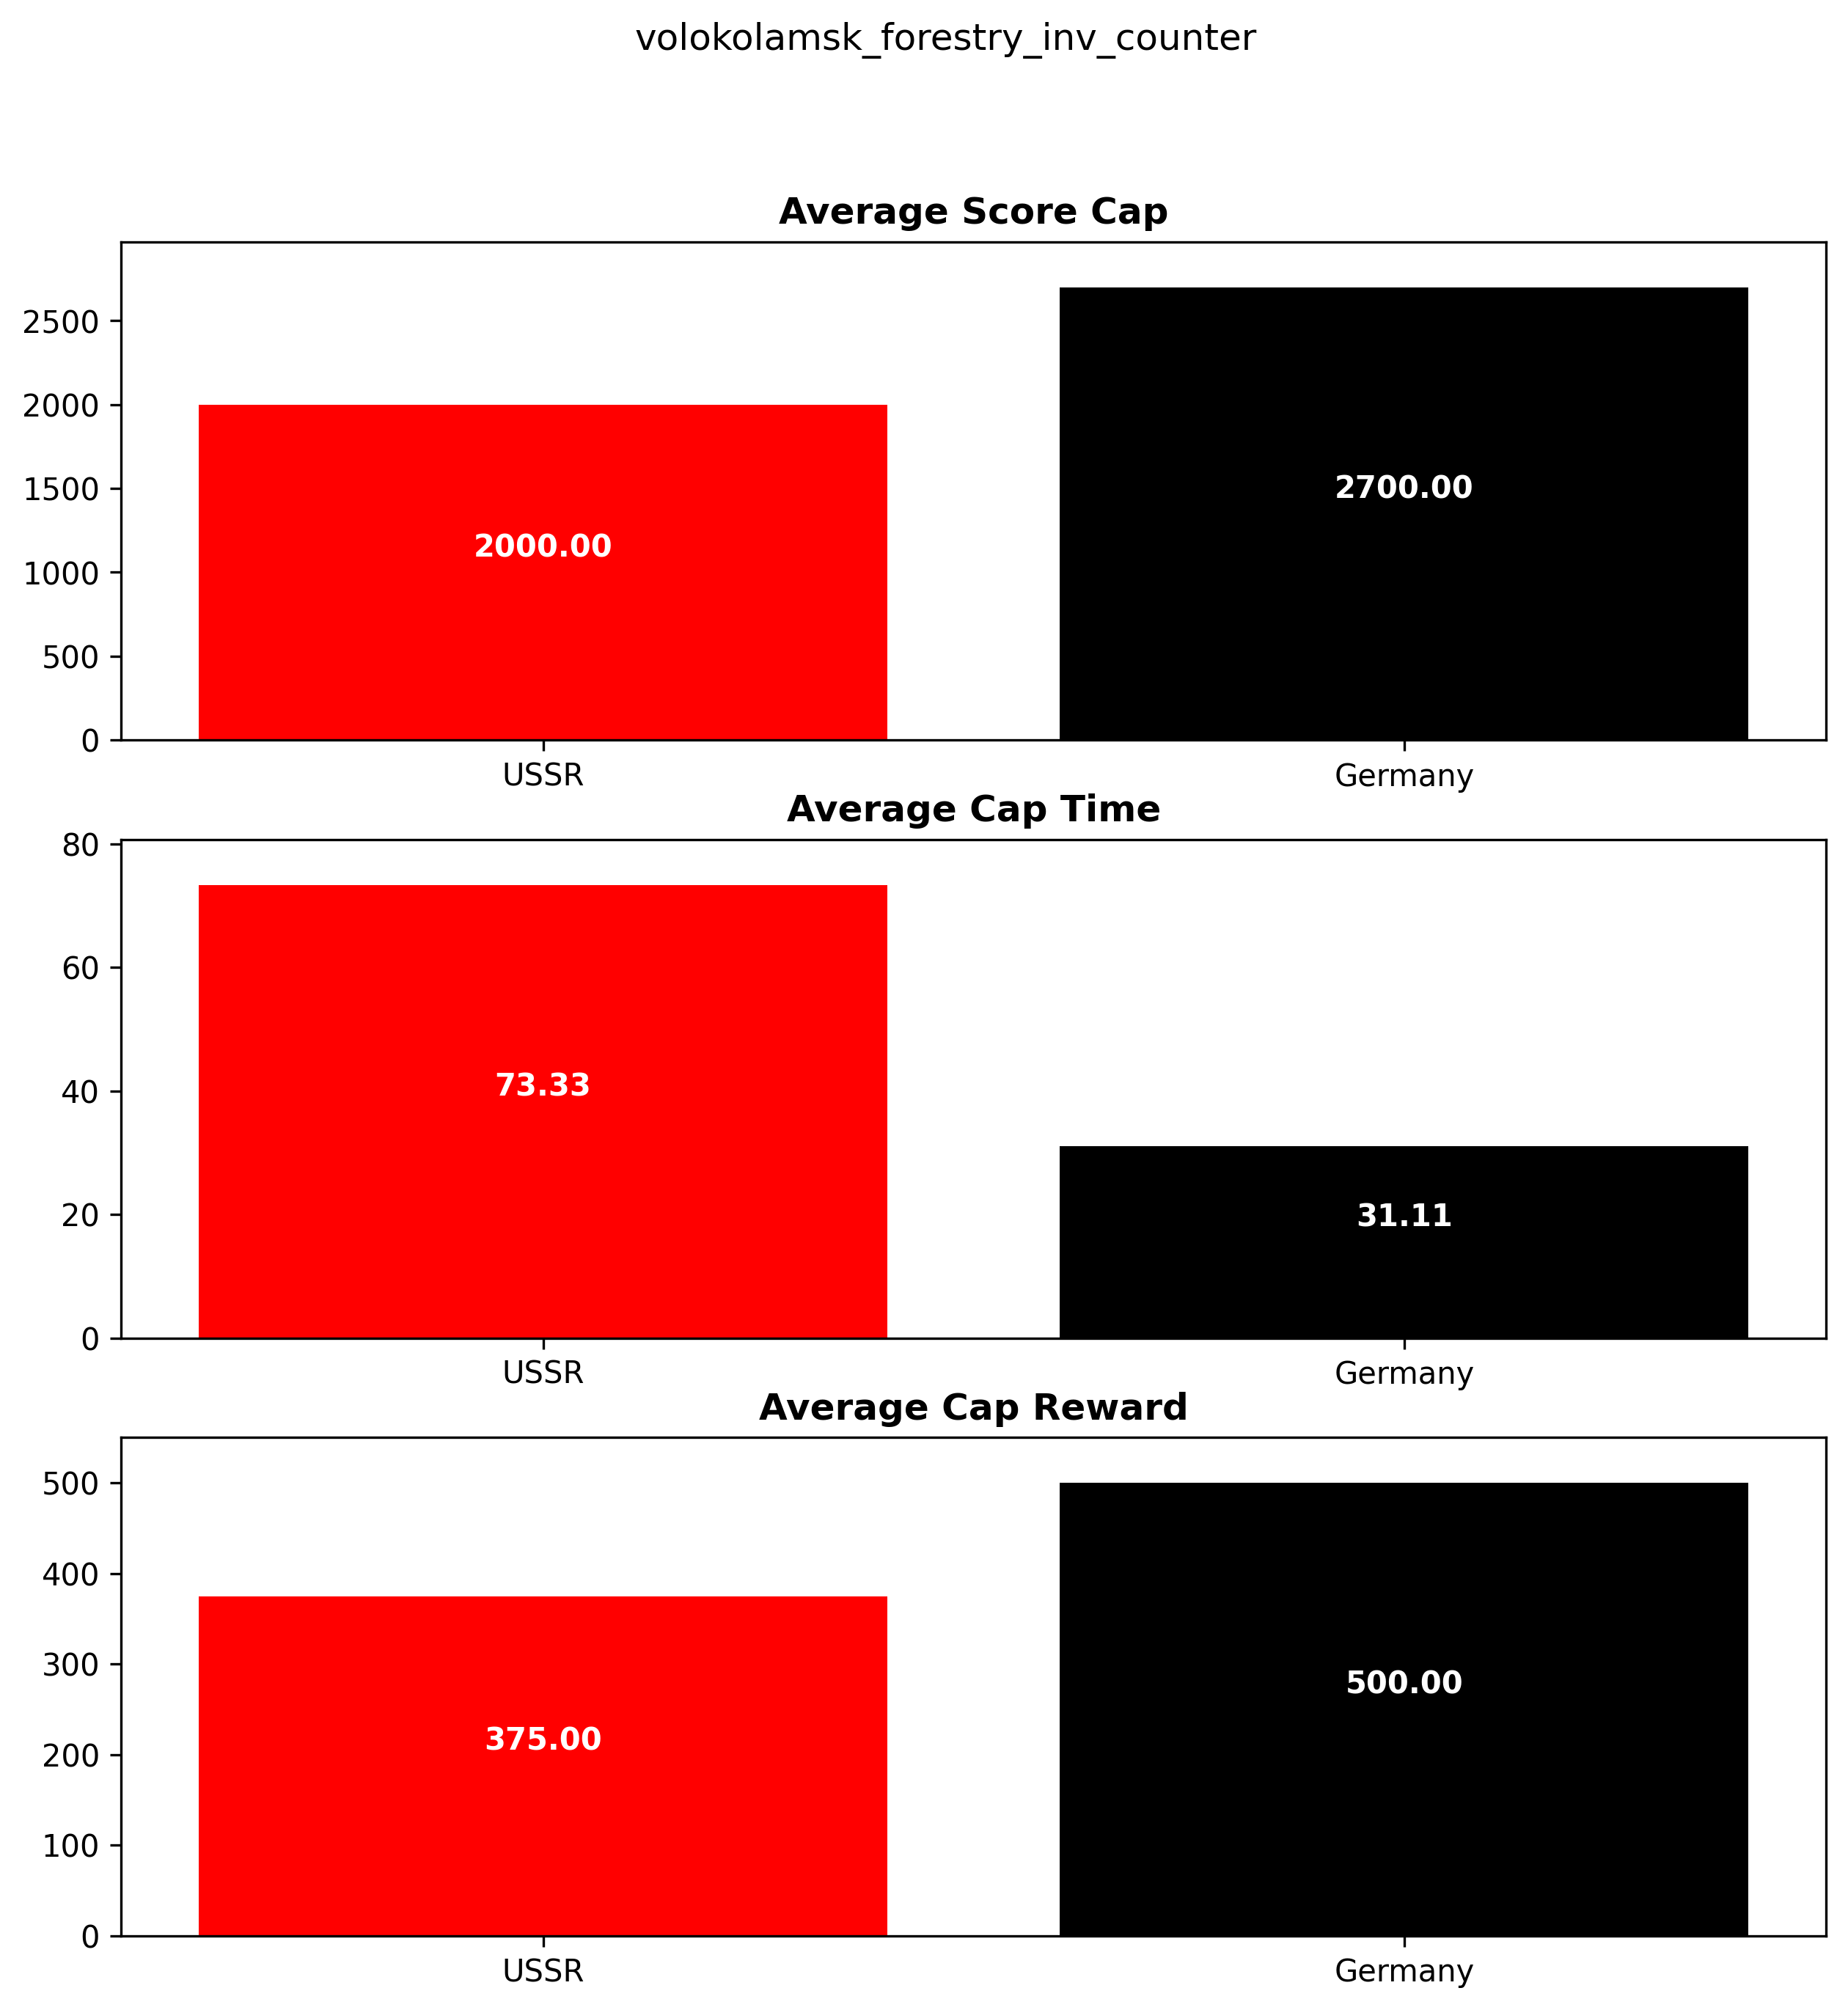 volokolamsk_forestry_inv_counter
Average Score Cap
2500
2000
1500
1000
500
0
2000.00
2700.00
USSR
Germany
Average Cap Time
80
60
40
20
0
73.33
31.11
USSR
Germany
Average Cap Reward
500
400
300
200
100
0
375.00
500.00
USSR
Germany